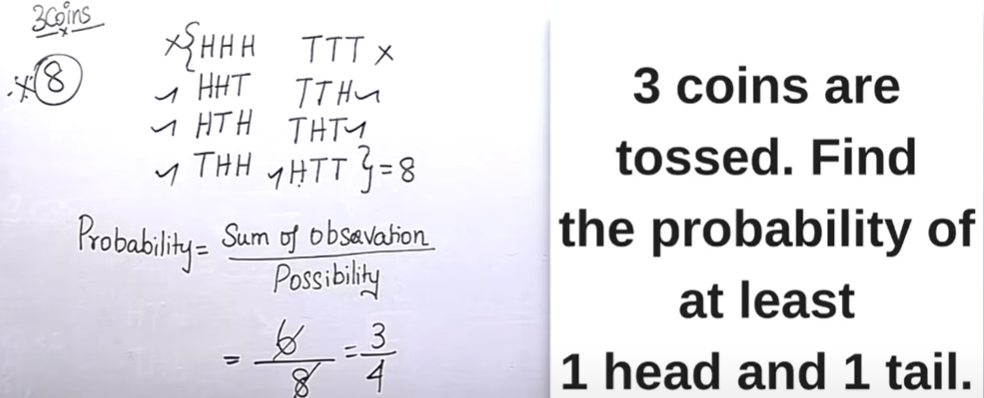 3Coins
x
x 8
x { HHH TTT x
HHT TTH
HTH THT
THH HTT } = 8
Probability = Sum of obsavation
Possibility
= 6 = 3
8 4
3 coins are
tossed. Find
the probability of
at least
1 head and 1 tail.